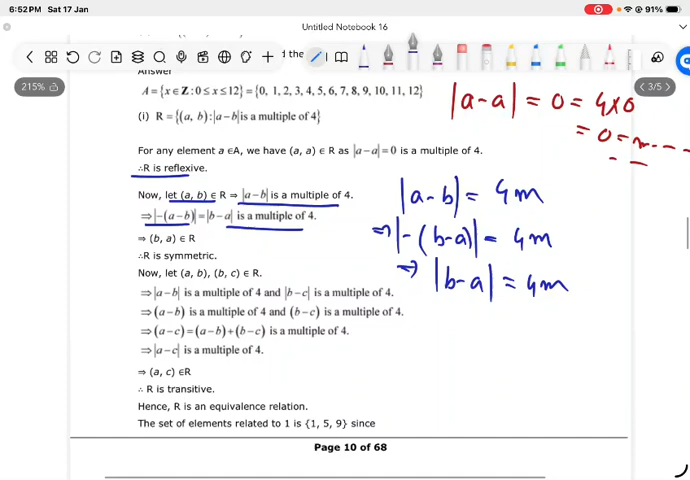 6:52 PM Sat 17 Jan
91%
Untitled Notebook 16
215%
3/5
Answer
A = {x ∈ Z : 0 ≤ x ≤ 12} = {0, 1, 2, 3, 4, 5, 6, 7, 8, 9, 10, 11, 12}
|a-a| = 0 = 4×0
(i) R = {(a, b) : |a − b| is a multiple of 4}
For any element a ∈A, we have (a, a) ∈ R as |a − a| = 0 is a multiple of 4.
∴R is reflexive.
Now, let (a, b) ∈ R ⇒ |a − b| is a multiple of 4.
|a-b| = 4m
⇒ |−(a − b)| = |b − a| is a multiple of 4.
⇒ |-(b-a)| = 4m
⇒ (b, a) ∈ R
∴R is symmetric.
⇒ |b-a| = 4m
Now, let (a, b), (b, c) ∈ R.
⇒ |a − b| is a multiple of 4 and |b − c| is a multiple of 4.
⇒ (a − b) is a multiple of 4 and (b − c) is a multiple of 4.
⇒ (a − c) = (a − b) + (b − c) is a multiple of 4.
⇒ |a − c| is a multiple of 4.
⇒ (a, c) ∈R
∴ R is transitive.
Hence, R is an equivalence relation.
The set of elements related to 1 is {1, 5, 9} since
Page 10 of 68